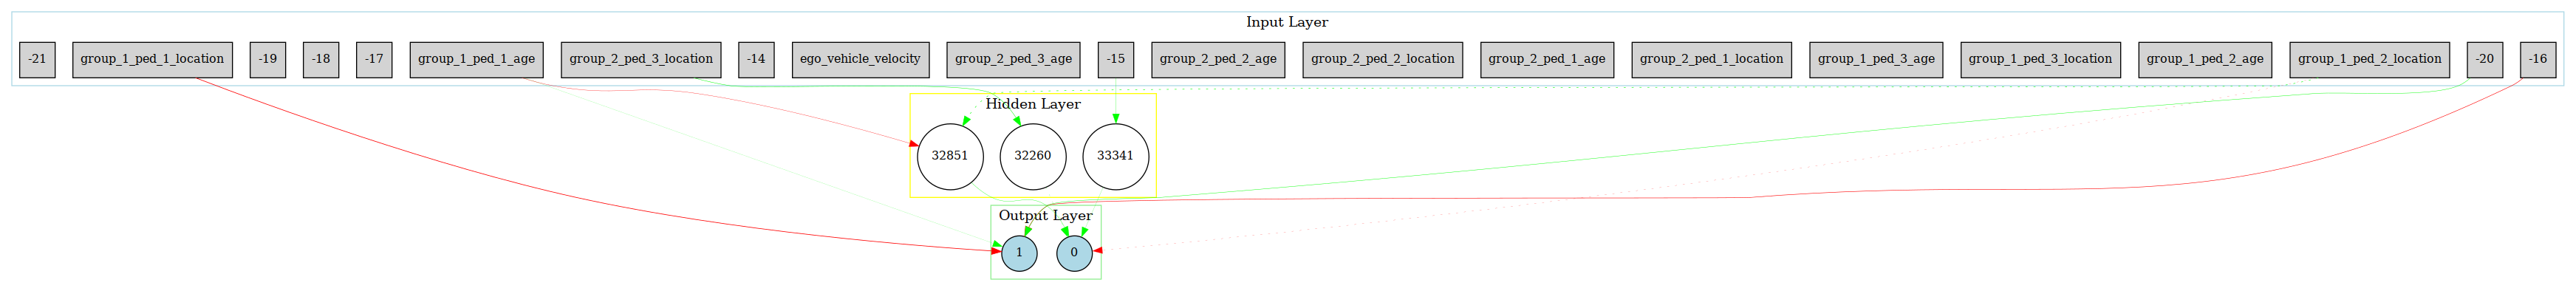 Input Layer
-21 group_1_ped_1_location -19 -18 -17 group_1_ped_1_age group_2_ped_3_location -14 ego_vehicle_velocity group_2_ped_3_age -15 group_2_ped_2_age group_2_ped_2_location group_2_ped_1_age group_2_ped_1_location group_1_ped_3_age group_1_ped_3_location group_1_ped_2_age group_1_ped_2_location -20 -16
Hidden Layer
32851 32260 33341
Output Layer
1 0